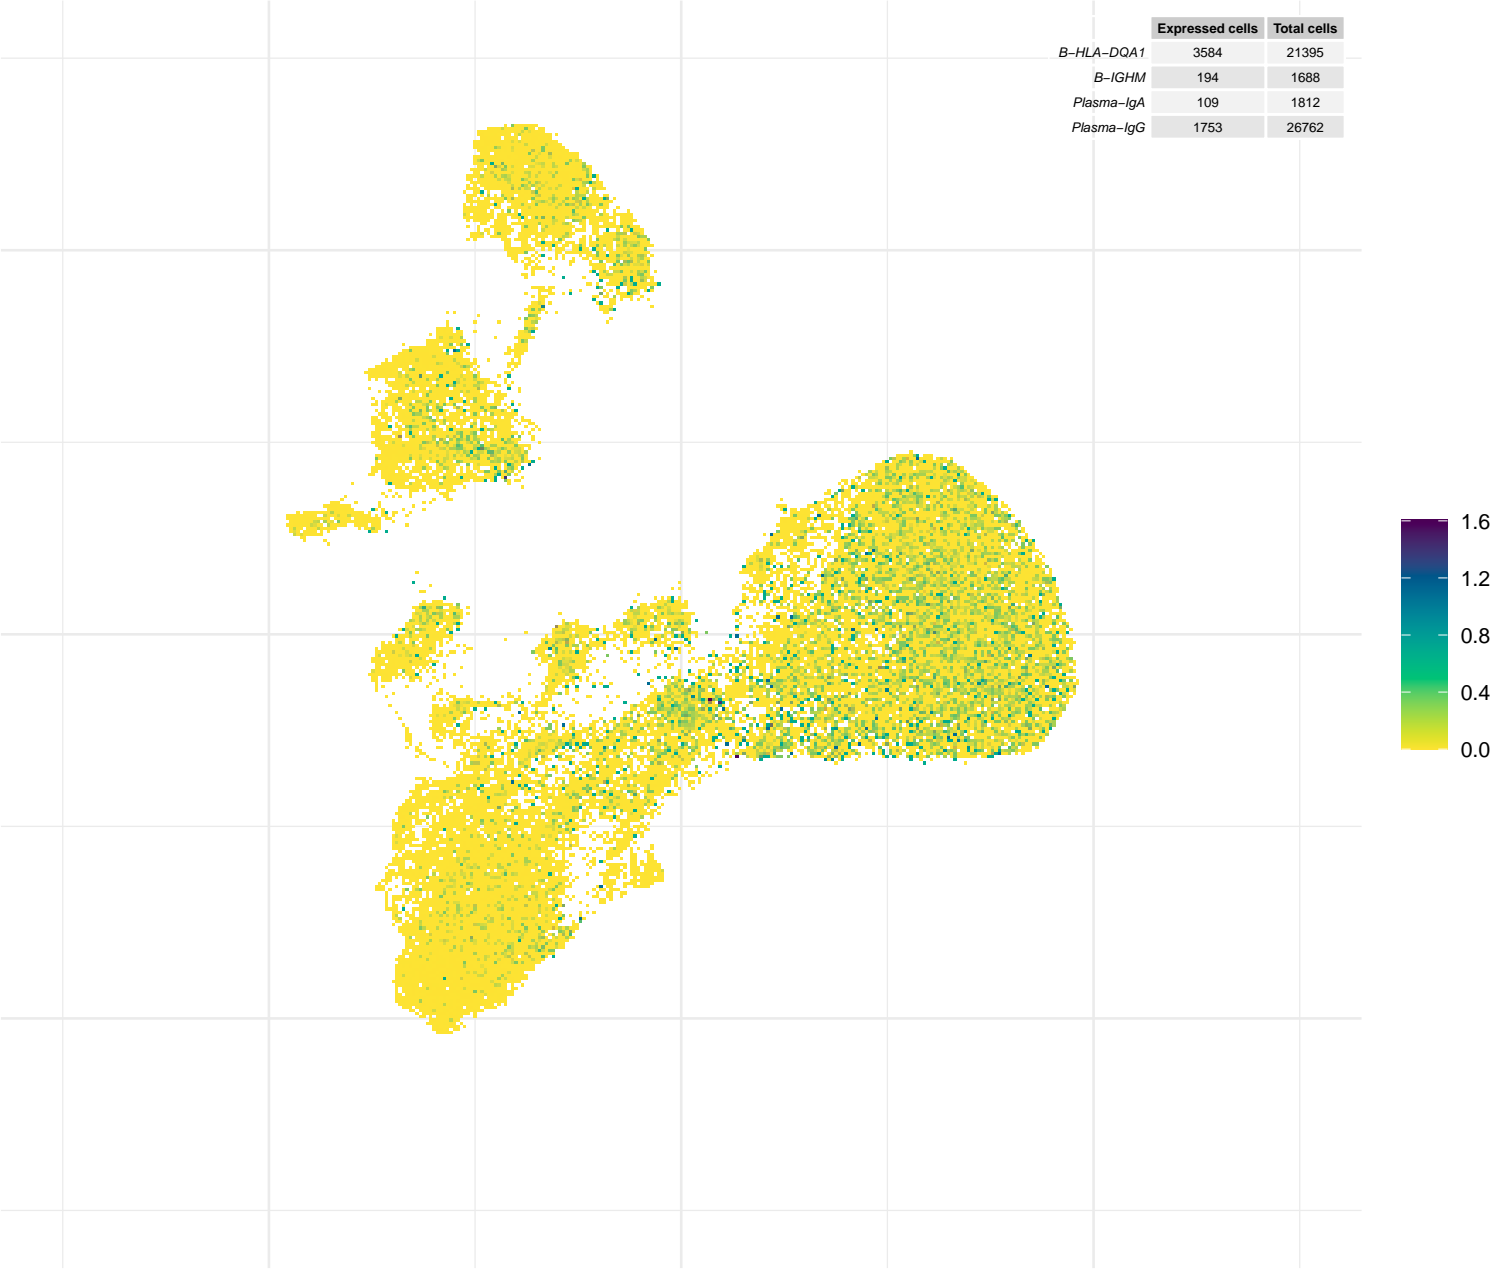 Expressed cells Total cells
B−HLA−DQA1 3584 21395
B−IGHM 194 1688
Plasma−IgA 109 1812
Plasma−IgG 1753 26762
1.6
1.2
0.8
0.4
0.0